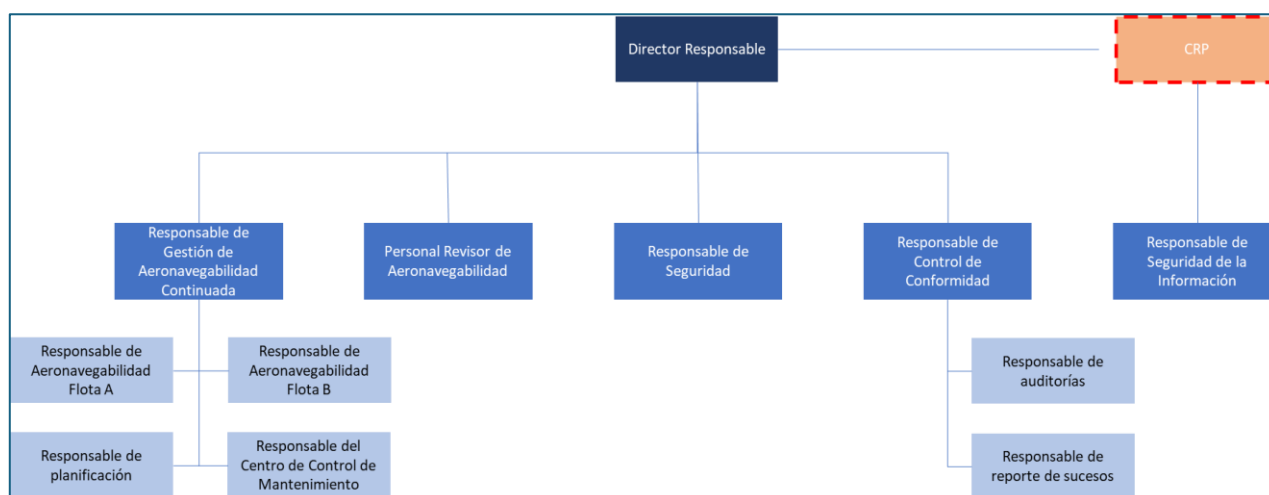 Director Responsable
CRP
Responsable de
Gestión de
Aeronavegabilidad
Continuada
Personal Revisor de
Aeronavegabilidad
Responsable de
Seguridad
Responsable de
Control de
Conformidad
Responsable de
Seguridad de la
Información
Responsable de
Aeronavegabilidad
Flota A
Responsable de
Aeronavegabilidad
Flota B
Responsable de
auditorías
Responsable de
planificación
Responsable del
Centro de Control de
Mantenimiento
Responsable de
reporte de sucesos